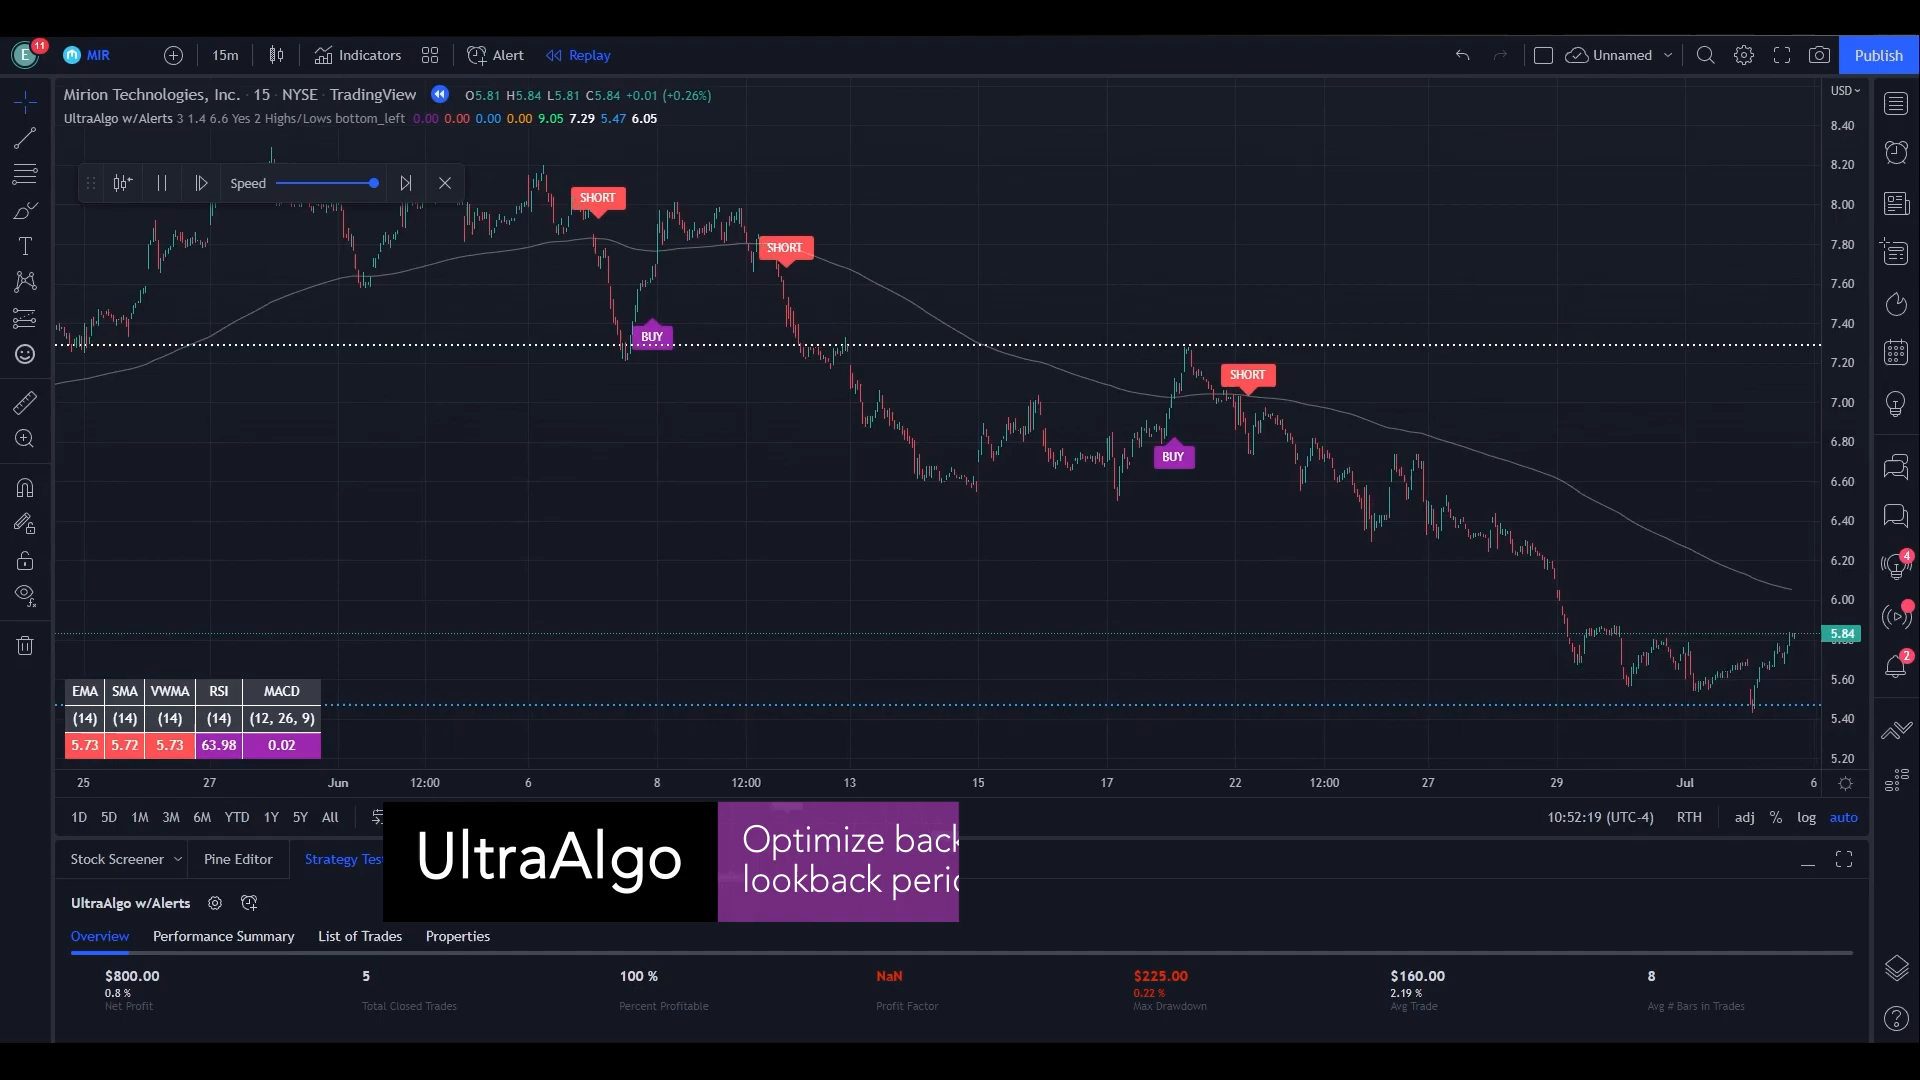 E 11 MIR 15m Indicators Alert Replay Unnamed Publish
Mirion Technologies, Inc. · 15 · NYSE · TradingView O5.81 H5.84 L5.81 C5.84 +0.01 (+0.26%) USD
UltraAlgo w/Alerts 3 1.4 6.6 Yes 2 Highs/Lows bottom_left 0.00 0.00 0.00 0.00 9.05 7.29 5.47 6.05
8.40
8.20
Speed
SHORT
8.00
SHORT
7.80
7.60
BUY
7.40
7.20
SHORT
7.00
6.80
BUY
6.60
6.40
6.20
4
6.00
5.84
2
5.60
5.40
5.20
EMA SMA VWMA RSI MACD
(14) (14) (14) (14) (12, 26, 9)
5.73 5.72 5.73 63.98 0.02
25 27 Jun 12:00 6 8 12:00 13 15 17 22 12:00 27 29 Jul 6
1D 5D 1M 3M 6M YTD 1Y 5Y All 10:52:19 (UTC-4) RTH adj % log auto
UltraAlgo
Optimize back
lookback peri
Stock Screener Pine Editor Strategy Tes
UltraAlgo w/Alerts
Overview Performance Summary List of Trades Properties
$800.00 5 100 % NaN $225.00 $160.00 8
0.8 % 0.22 % 2.19 %
Net Profit Total Closed Trades Percent Profitable Profit Factor Max Drawdown Avg Trade Avg # Bars in Trades